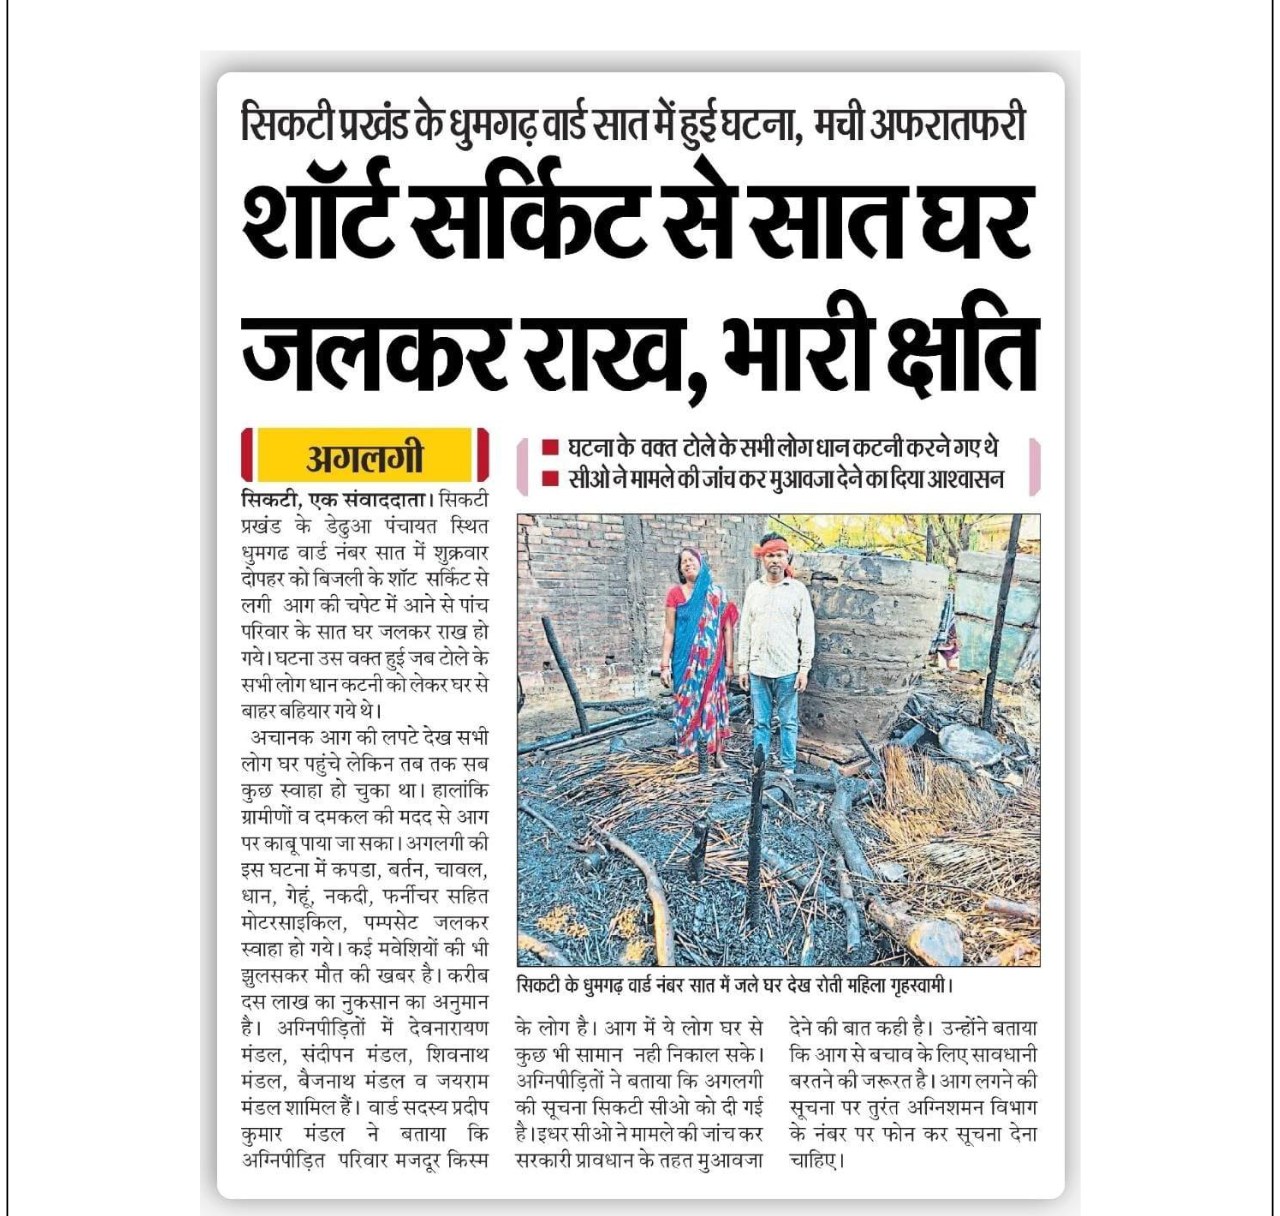 सिकटी प्रखंड के धुमगढ़ वार्ड सात में हुई घटना, मची अफरातफरी
शॉर्ट सर्किट से सात घर
जलकर राख, भारी क्षति
अगलगी
घटना के वक्त टोले के सभी लोग धान कटनी करने गए थे
सीओ ने मामले की जांच कर मुआवजा देने का दिया आश्वासन
सिकटी, एक संवाददाता। सिकटी
प्रखंड के डेढुआ पंचायत स्थित
धुमगढ वार्ड नंबर सात में शुक्रवार
दोपहर को बिजली के शॉट सर्किट से
लगी आग की चपेट में आने से पांच
परिवार के सात घर जलकर राख हो
गये। घटना उस वक्त हुई जब टोले के
सभी लोग धान कटनी को लेकर घर से
बाहर बहियार गये थे।
अचानक आग की लपटे देख सभी
लोग घर पहुंचे लेकिन तब तक सब
कुछ स्वाहा हो चुका था। हालांकि
ग्रामीणों व दमकल की मदद से आग
पर काबू पाया जा सका। अगलगी की
इस घटना में कपडा, बर्तन, चावल,
धान, गेहूं, नकदी, फर्नीचर सहित
मोटरसाइकिल, पम्पसेट जलकर
स्वाहा हो गये। कई मवेशियों की भी
झुलसकर मौत की खबर है। करीब
दस लाख का नुकसान का अनुमान
है। अग्निपीड़ितों में देवनारायण
मंडल, संदीपन मंडल, शिवनाथ
मंडल, बैजनाथ मंडल व जयराम
मंडल शामिल हैं। वार्ड सदस्य प्रदीप
कुमार मंडल ने बताया कि
अग्निपीड़ित परिवार मजदूर किस्म
सिकटी के धुमगढ़ वार्ड नंबर सात में जले घर देख रोती महिला गृहस्वामी।
के लोग है। आग में ये लोग घर से
कुछ भी सामान नही निकाल सके।
अग्निपीड़ितों ने बताया कि अगलगी
की सूचना सिकटी सीओ को दी गई
है। इधर सीओ ने मामले की जांच कर
सरकारी प्रावधान के तहत मुआवजा
देने की बात कही है। उन्होंने बताया
कि आग से बचाव के लिए सावधानी
बरतने की जरूरत है। आग लगने की
सूचना पर तुरंत अग्निशमन विभाग
के नंबर पर फोन कर सूचना देना
चाहिए।